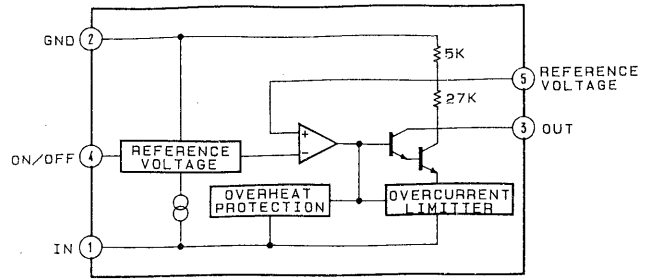 GND 2
5K
5 REFERENCE
VOLTAGE
27K
3 OUT
+
-
ON/OFF 4
REFERENCE
VOLTAGE
OVERHEAT
PROTECTION
OVERCURRENT
LIMITTER
IN 1